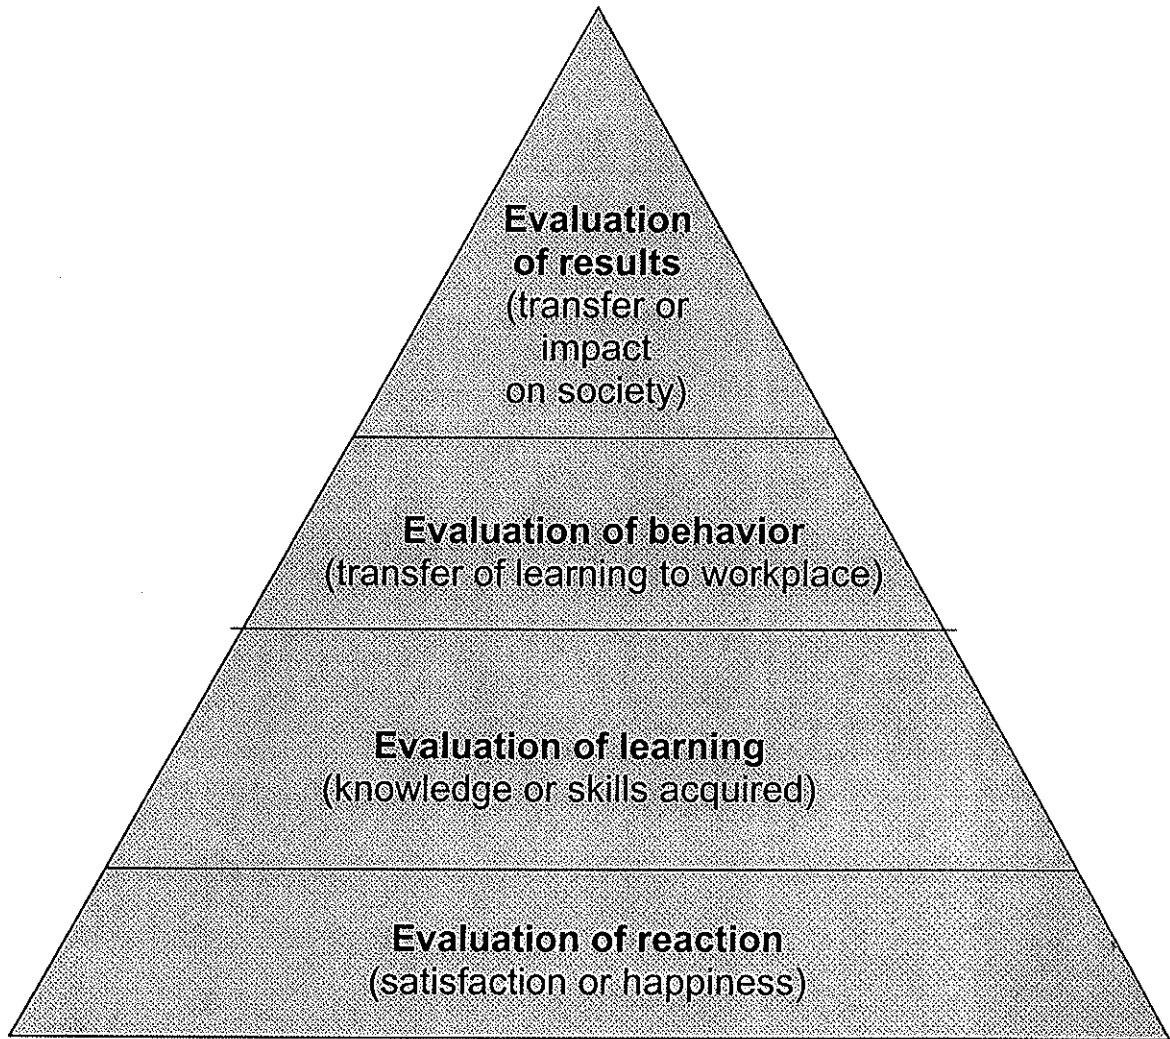 Evaluation
of results
(transfer or
impact
on society)
Evaluation of behavior
(transfer of learning to workplace)
Evaluation of learning
(knowledge or skills acquired)
Evaluation of reaction
(satisfaction or happiness)